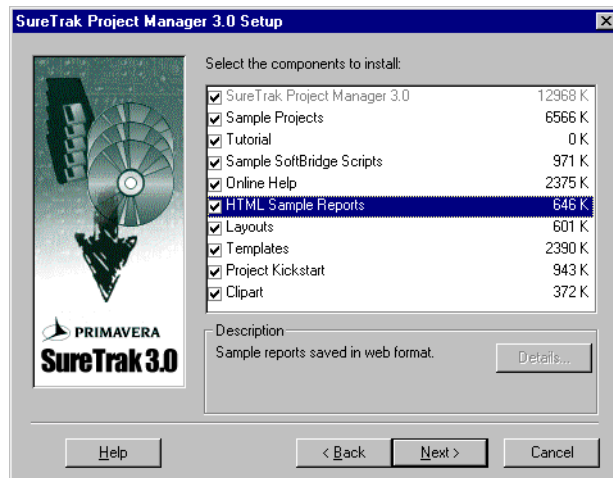 SureTrak Project Manager 3.0 Setup
Select the components to install:
SureTrak Project Manager 3.0 12968 K
Sample Projects 6566 K
Tutorial 0 K
Sample SoftBridge Scripts 971 K
Online Help 2375 K
HTML Sample Reports 646 K
Layouts 601 K
Templates 2390 K
Project Kickstart 943 K
Clipart 372 K
PRIMAVERA
SureTrak 3.0
Description
Sample reports saved in web format.
Details...
Help
< Back
Next >
Cancel